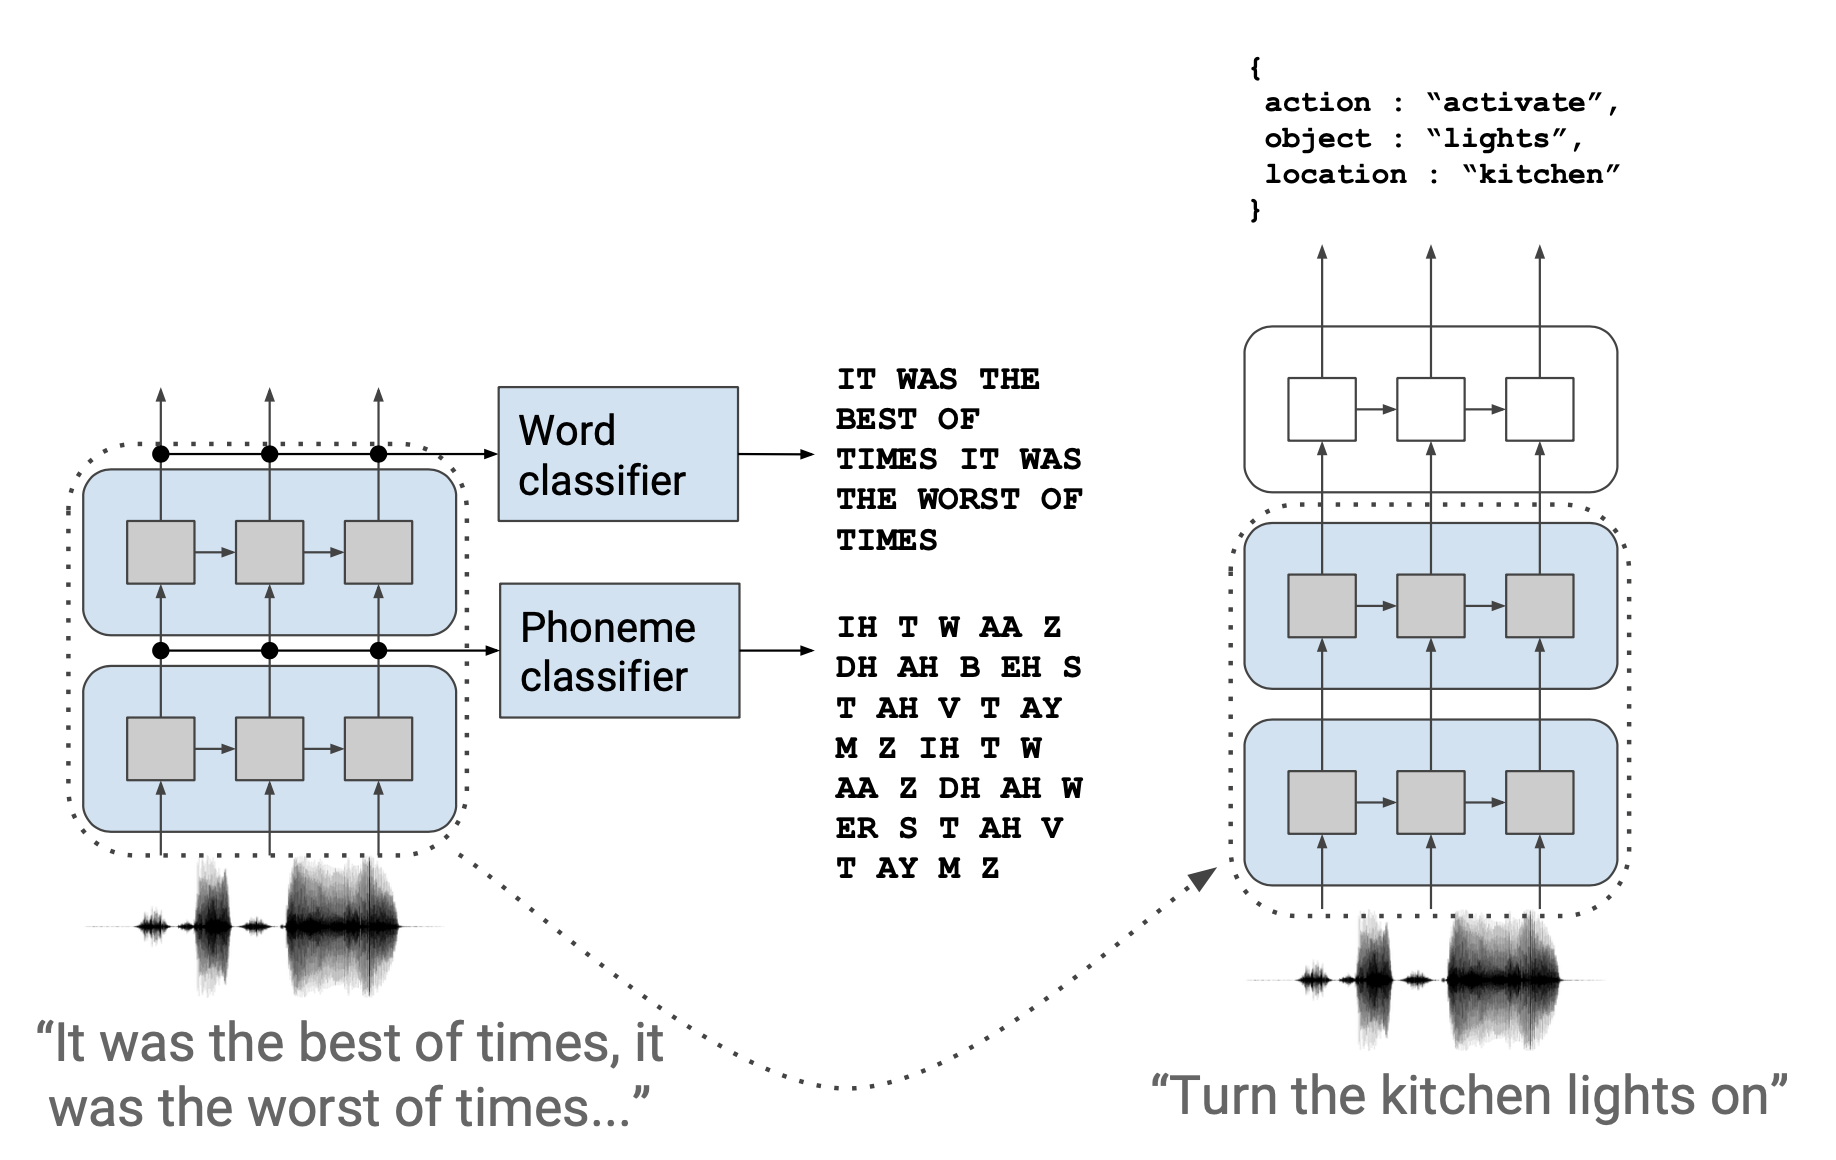 {
action : “activate”,
object : “lights”,
location : “kitchen”
}
Word
classifier
IT WAS THE
BEST OF
TIMES IT WAS
THE WORST OF
TIMES
Phoneme
classifier
IH T W AA Z
DH AH B EH S
T AH V T AY
M Z IH T W
AA Z DH AH W
ER S T AH V
T AY M Z
“It was the best of times, it
was the worst of times...”
“Turn the kitchen lights on”